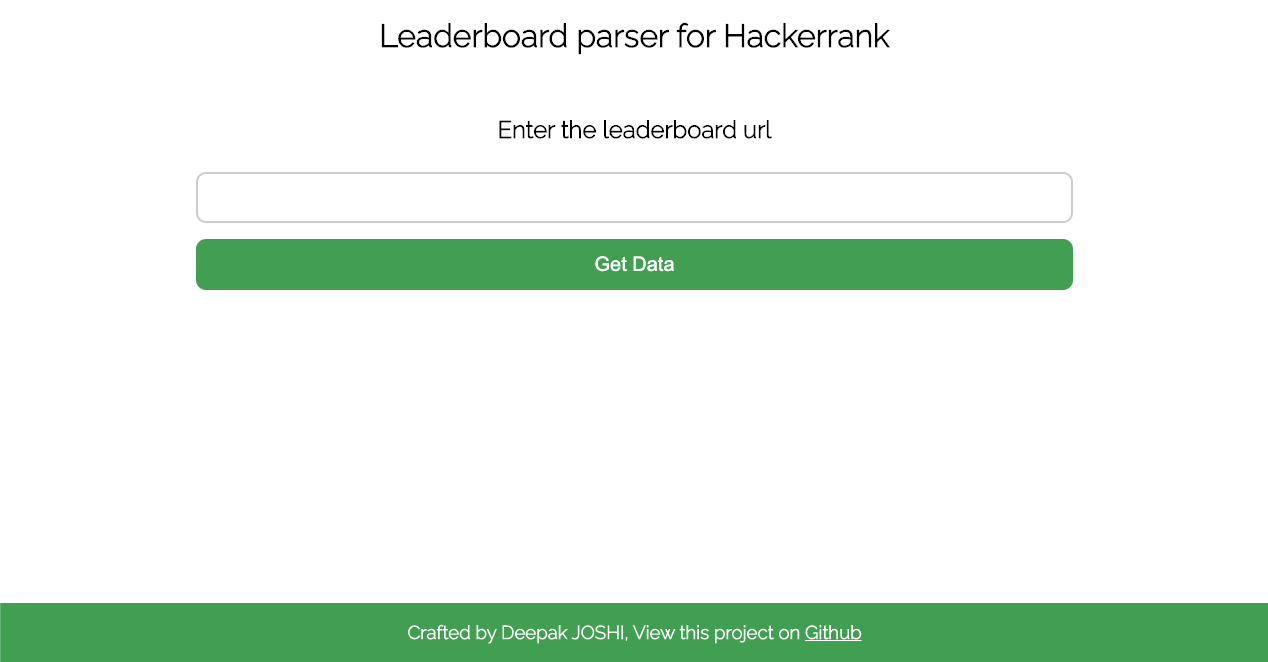 Leaderboard parser for Hackerrank
Enter the leaderboard url
Get Data
Crafted by Deepak JOSHI, View this project on Github